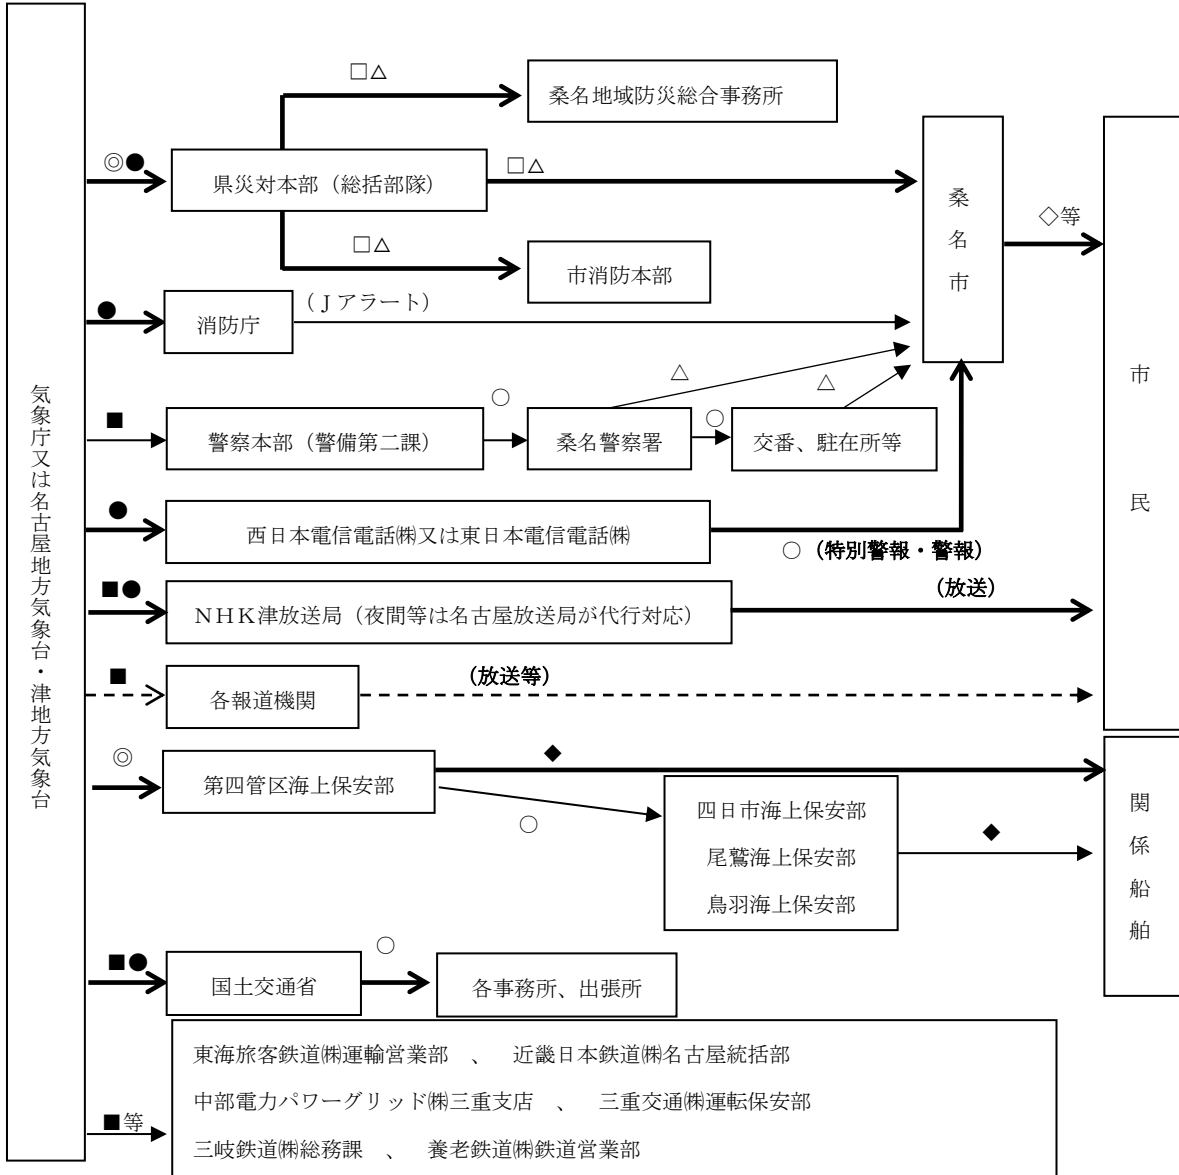 気象庁又は名古屋地方気象台・津地方気象台
□△
桑名地域防災総合事務所
◎●
県災対本部（総括部隊）
□△
桑名市
◇等
市民
□△
市消防本部
●
消防庁
（Ｊアラート）
■
警察本部（警備第二課）
○
桑名警察署
△
○
交番、駐在所等
△
●
西日本電信電話㈱又は東日本電信電話㈱
○（特別警報・警報）
■●
ＮＨＫ津放送局（夜間等は名古屋放送局が代行対応）
（放送）
■
各報道機関
（放送等）
◎
第四管区海上保安部
◆
関係船舶
○
四日市海上保安部
尾鷲海上保安部
鳥羽海上保安部
◆
■●
国土交通省
○
各事務所、出張所
■等
東海旅客鉄道㈱運輸営業部　、　近畿日本鉄道㈱名古屋統括部
中部電力パワーグリッド㈱三重支店　、　三重交通㈱運転保安部
三岐鉄道㈱総務課　、　養老鉄道㈱鉄道営業部